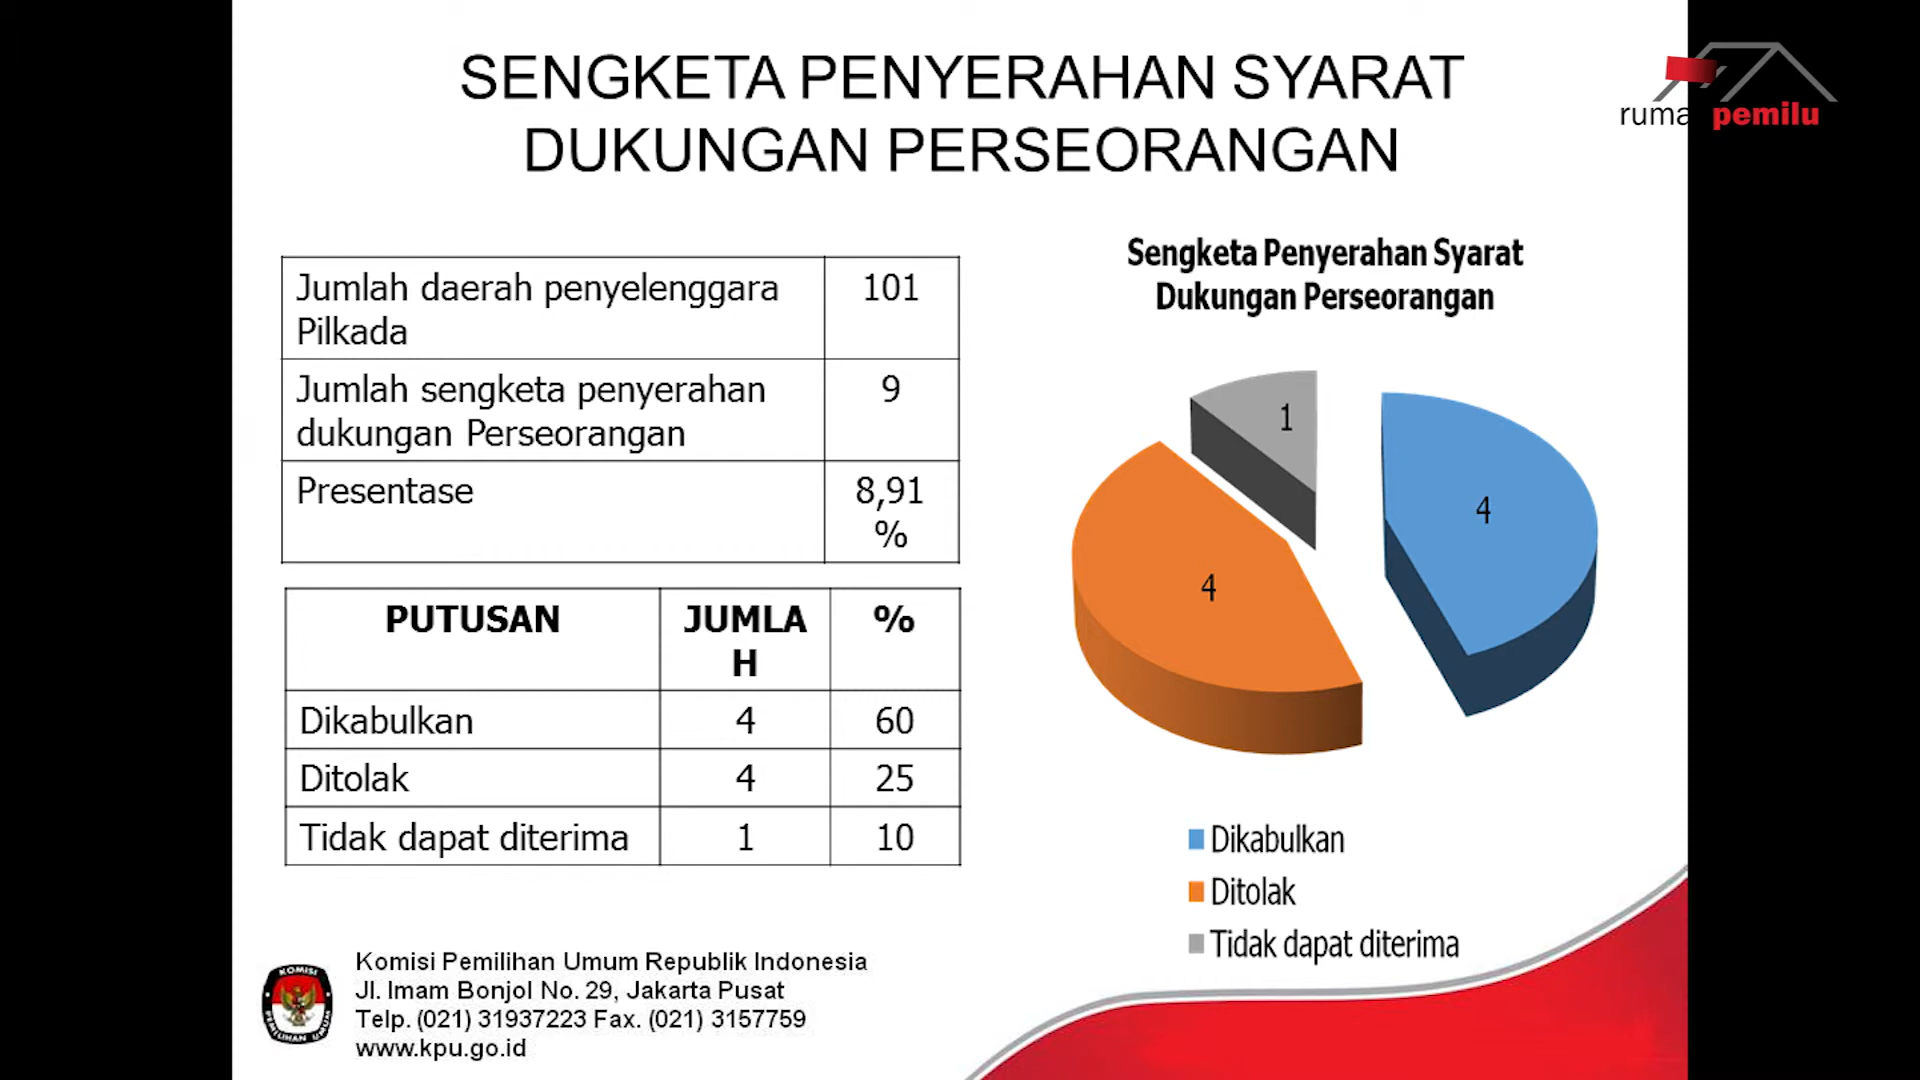 SENGKETA PENYERAHAN SYARAT
DUKUNGAN PERSEORANGAN
ruma pemilu
Jumlah daerah penyelenggara
Pilkada
101
Jumlah sengketa penyerahan
dukungan Perseorangan
9
Presentase
8,91
%
PUTUSAN
JUMLA
H
%
Dikabulkan 4 60
Ditolak 4 25
Tidak dapat diterima 1 10
Sengketa Penyerahan Syarat
Dukungan Perseorangan
1
4
4
Dikabulkan
Ditolak
Tidak dapat diterima
KOMISI
PEMILIHAN UMUM
Komisi Pemilihan Umum Republik Indonesia
Jl. Imam Bonjol No. 29, Jakarta Pusat
Telp. (021) 31937223 Fax. (021) 3157759
www.kpu.go.id